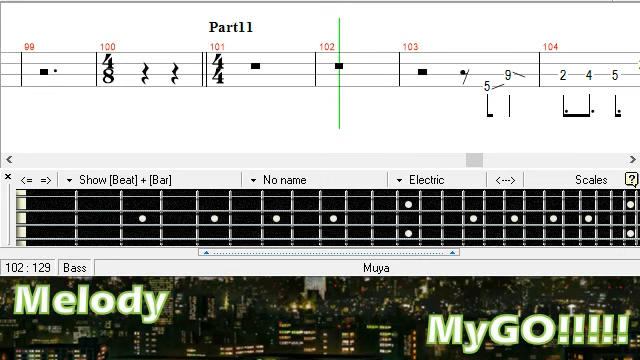 Part11
99 100 101 102 103 104
4 4
8 4
9 2 4 5
5
<= => Show [Beat] + [Bar] No name Electric <---> Scales ?
102 : 129 Bass Muya
Melody
MyGO!!!!!